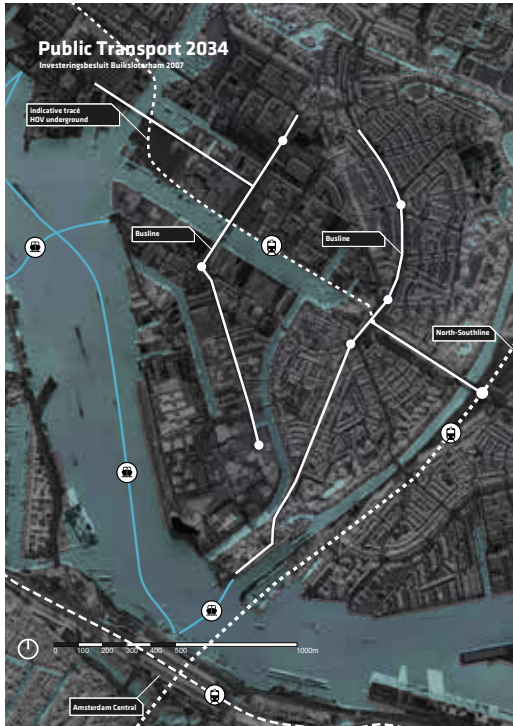 Public Transport 2034
Investeringsbesluit Buiksloterham 2007
indicative tracé
HOV underground
Busline
Busline
North-Southline
0 100 200 300 400 500 1000m
Amsterdam Central